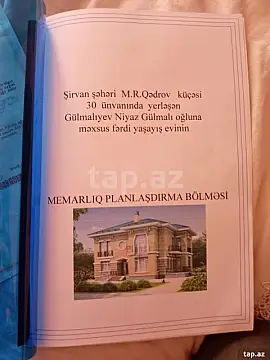 Şirvan şəhəri M.R.Qədrov küçəsi
30 ünvanında yerləşən
Gülmalıyev Niyaz Gülmalı oğluna
məxsus fərdi yaşayış evinin
tap.az
MEMARLIQ PLANLAŞDIRMA BÖLMƏSİ
tap.az